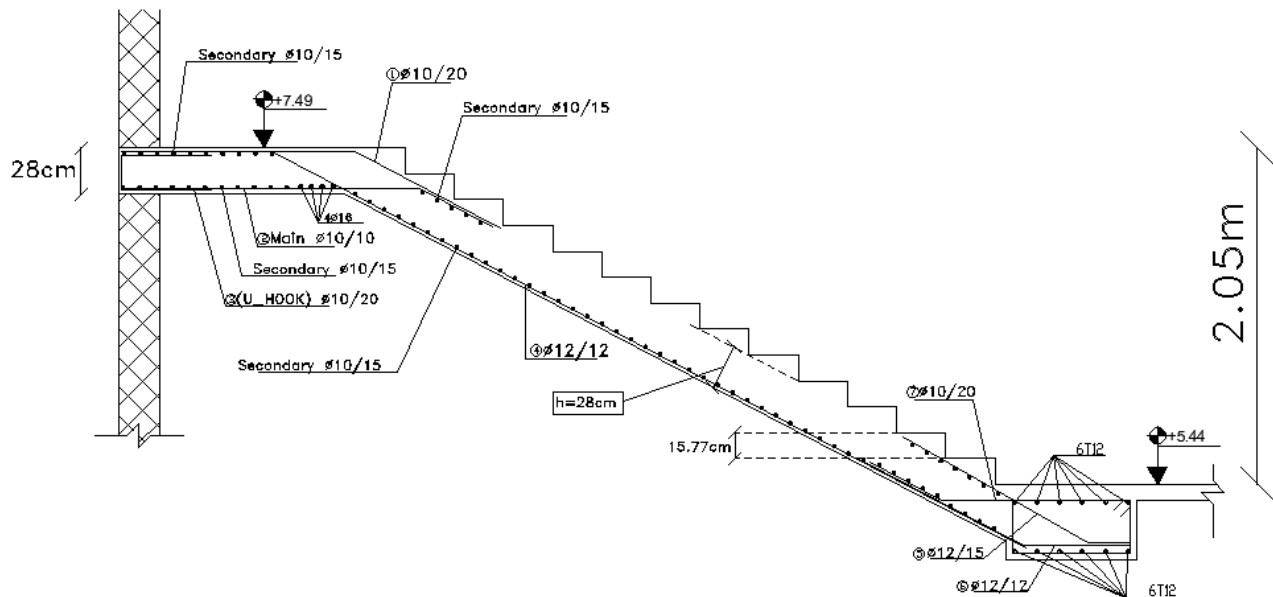 Secondary ø10/15
①ø10/20
+7.49
Secondary ø10/15
28cm
4ø16
②Main ø10/10
Secondary ø10/15
③(U_HOOK) ø10/20
④ø12/12
Secondary ø10/15
h=28cm
2.05m
⑦ø10/20
15.77cm
+5.44
6T12
⑤ø12/15
⑥ø12/12
6T12